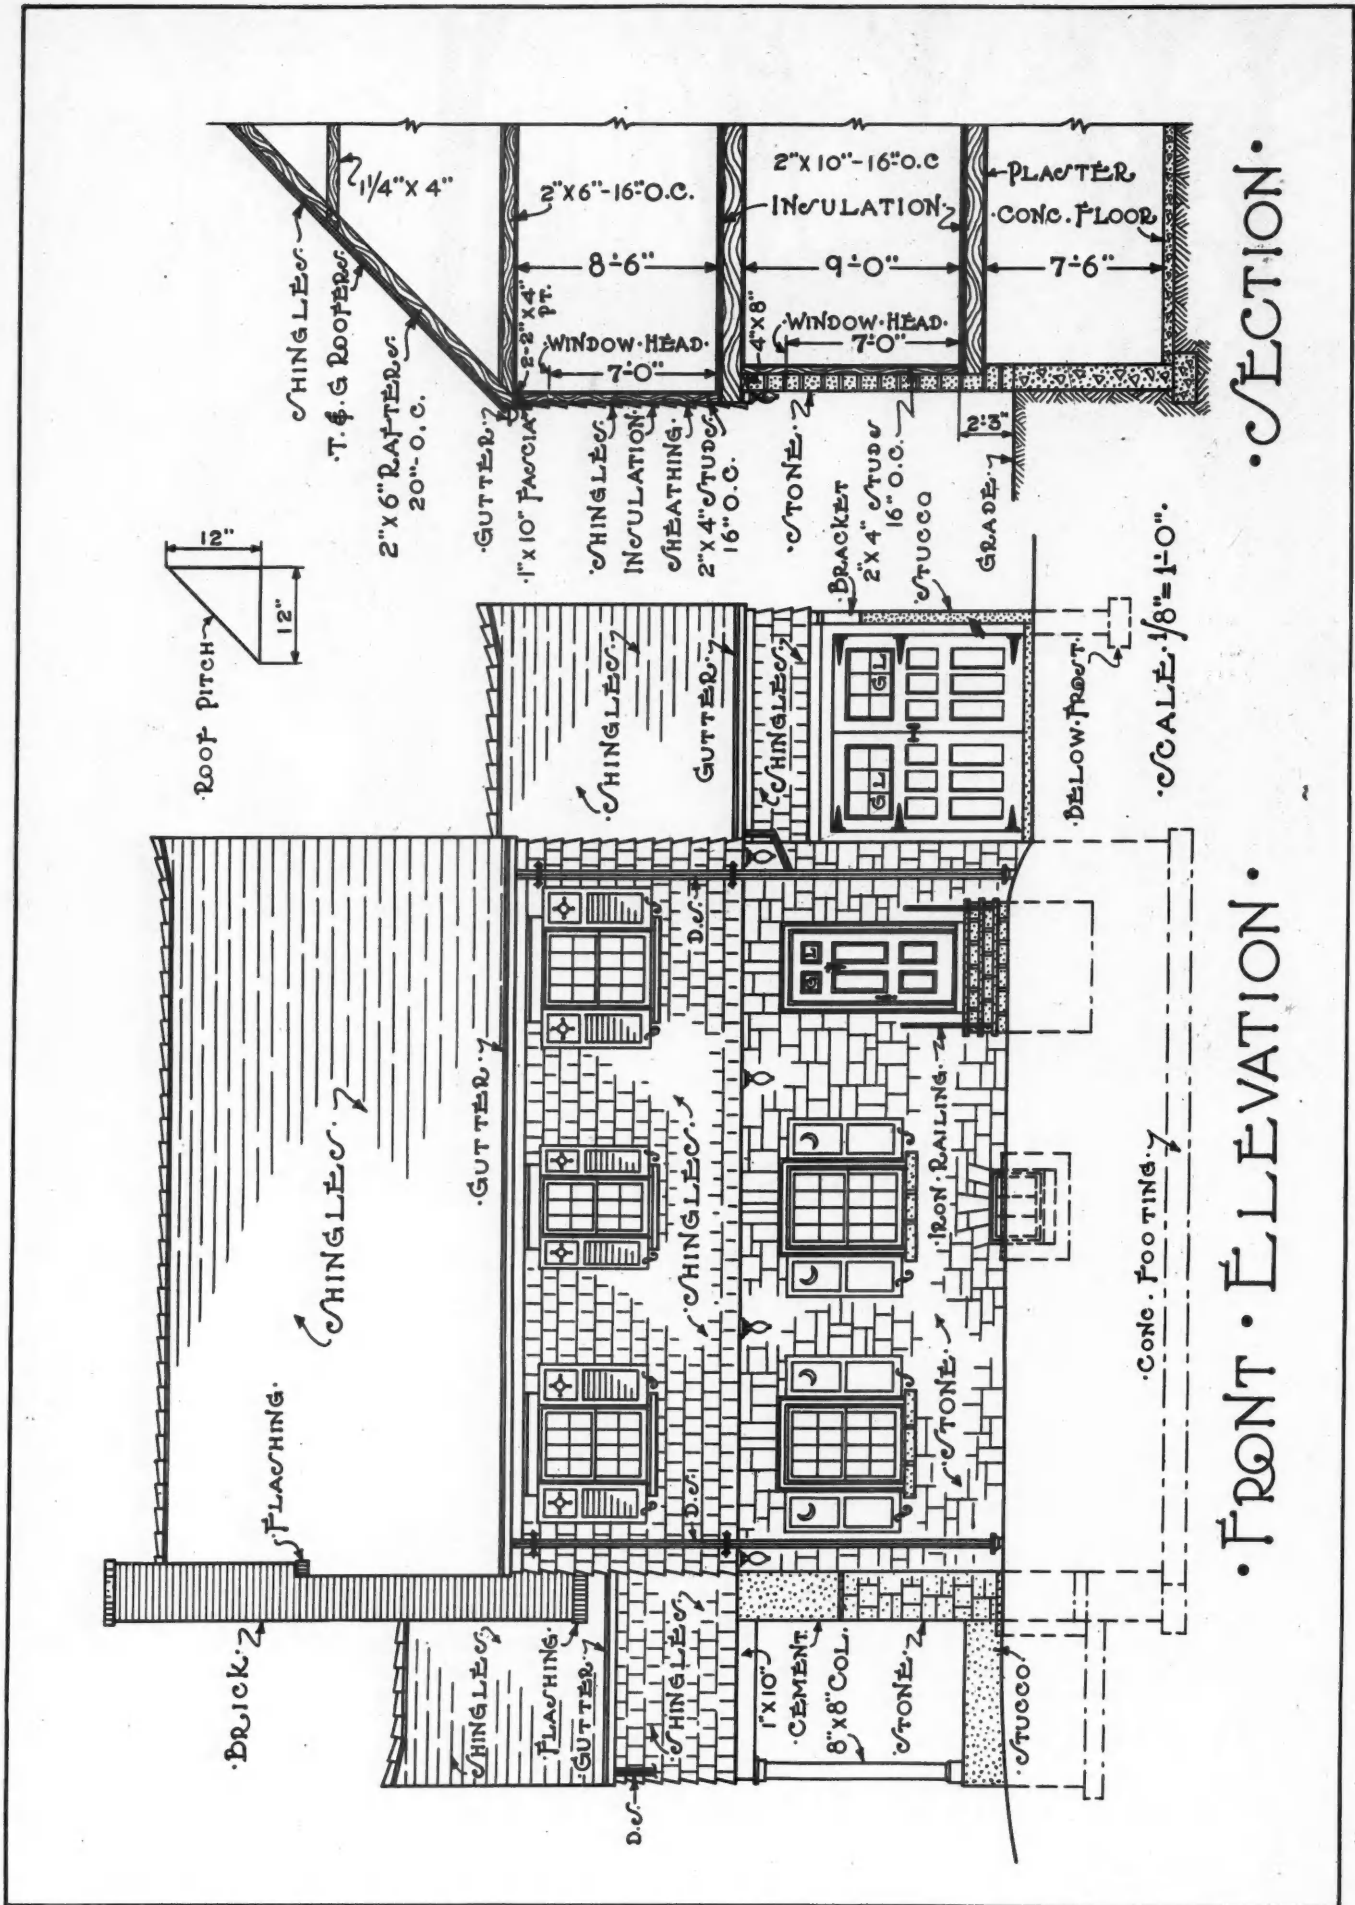 ·ROOF PITCH
12"
12"
·BRICK·
·FLASHING·
·SHINGLES·
·GUTTER·
·SHINGLES·
·FLASHING·
·GUTTER·
·SHINGLES·
D.S.
D.S.
D.S.
·SHINGLES·
·SHINGLES·
GUTTER·
·SHINGLES·
1"X10"
·CEMENT·
8"X8"COL.
·STONE·
·STUCCO
·STONE·
·IRON·RAILING·
G L
GL
GL
·BRACKET
·STUCCO
·BELOW·FROST·
·CONC. FOOTING·
·SCALE·1/8"=1'-0"·
·FRONT·ELEVATION·
·SHINGLES·
·T.&G ROOFERS·
2"X6"RAFTERS·
20"-O.C.
1 1/4"X 4"
·GUTTER·
·1"X10" FASCIA·
2-2"X4"
PT.
2"X6"-16"O.C.
8'-6"
·WINDOW·HEAD·
7'-0"
·SHINGLES·
INSULATION·
·SHEATHING·
2"X4"STUDS·
16"O.C.
2"X10"-16"O.C
·INSULATION·
9'-0"
4"X8"
·WINDOW·HEAD·
7'-0"
·STONE·
2"X4" STUDS
16"O.C.
·PLASTER
·CONC. FLOOR
7'-6"
2'-3"
GRADE·
·SECTION·